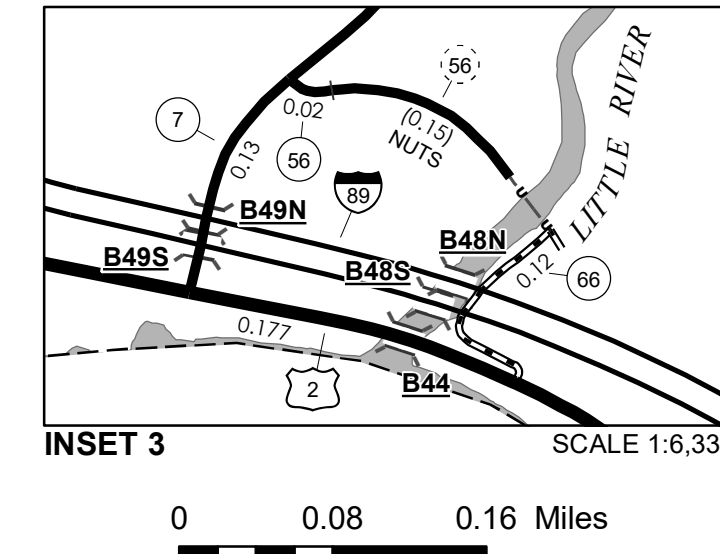 56
0.02
(0.15)
NUTS
7
0.13
56
89
LITTLE RIVER
B49N
B49S
B48N
B48S
0.12
66
0.177
2
B44
INSET 3
SCALE 1:6,33
0 0.08 0.16 Miles